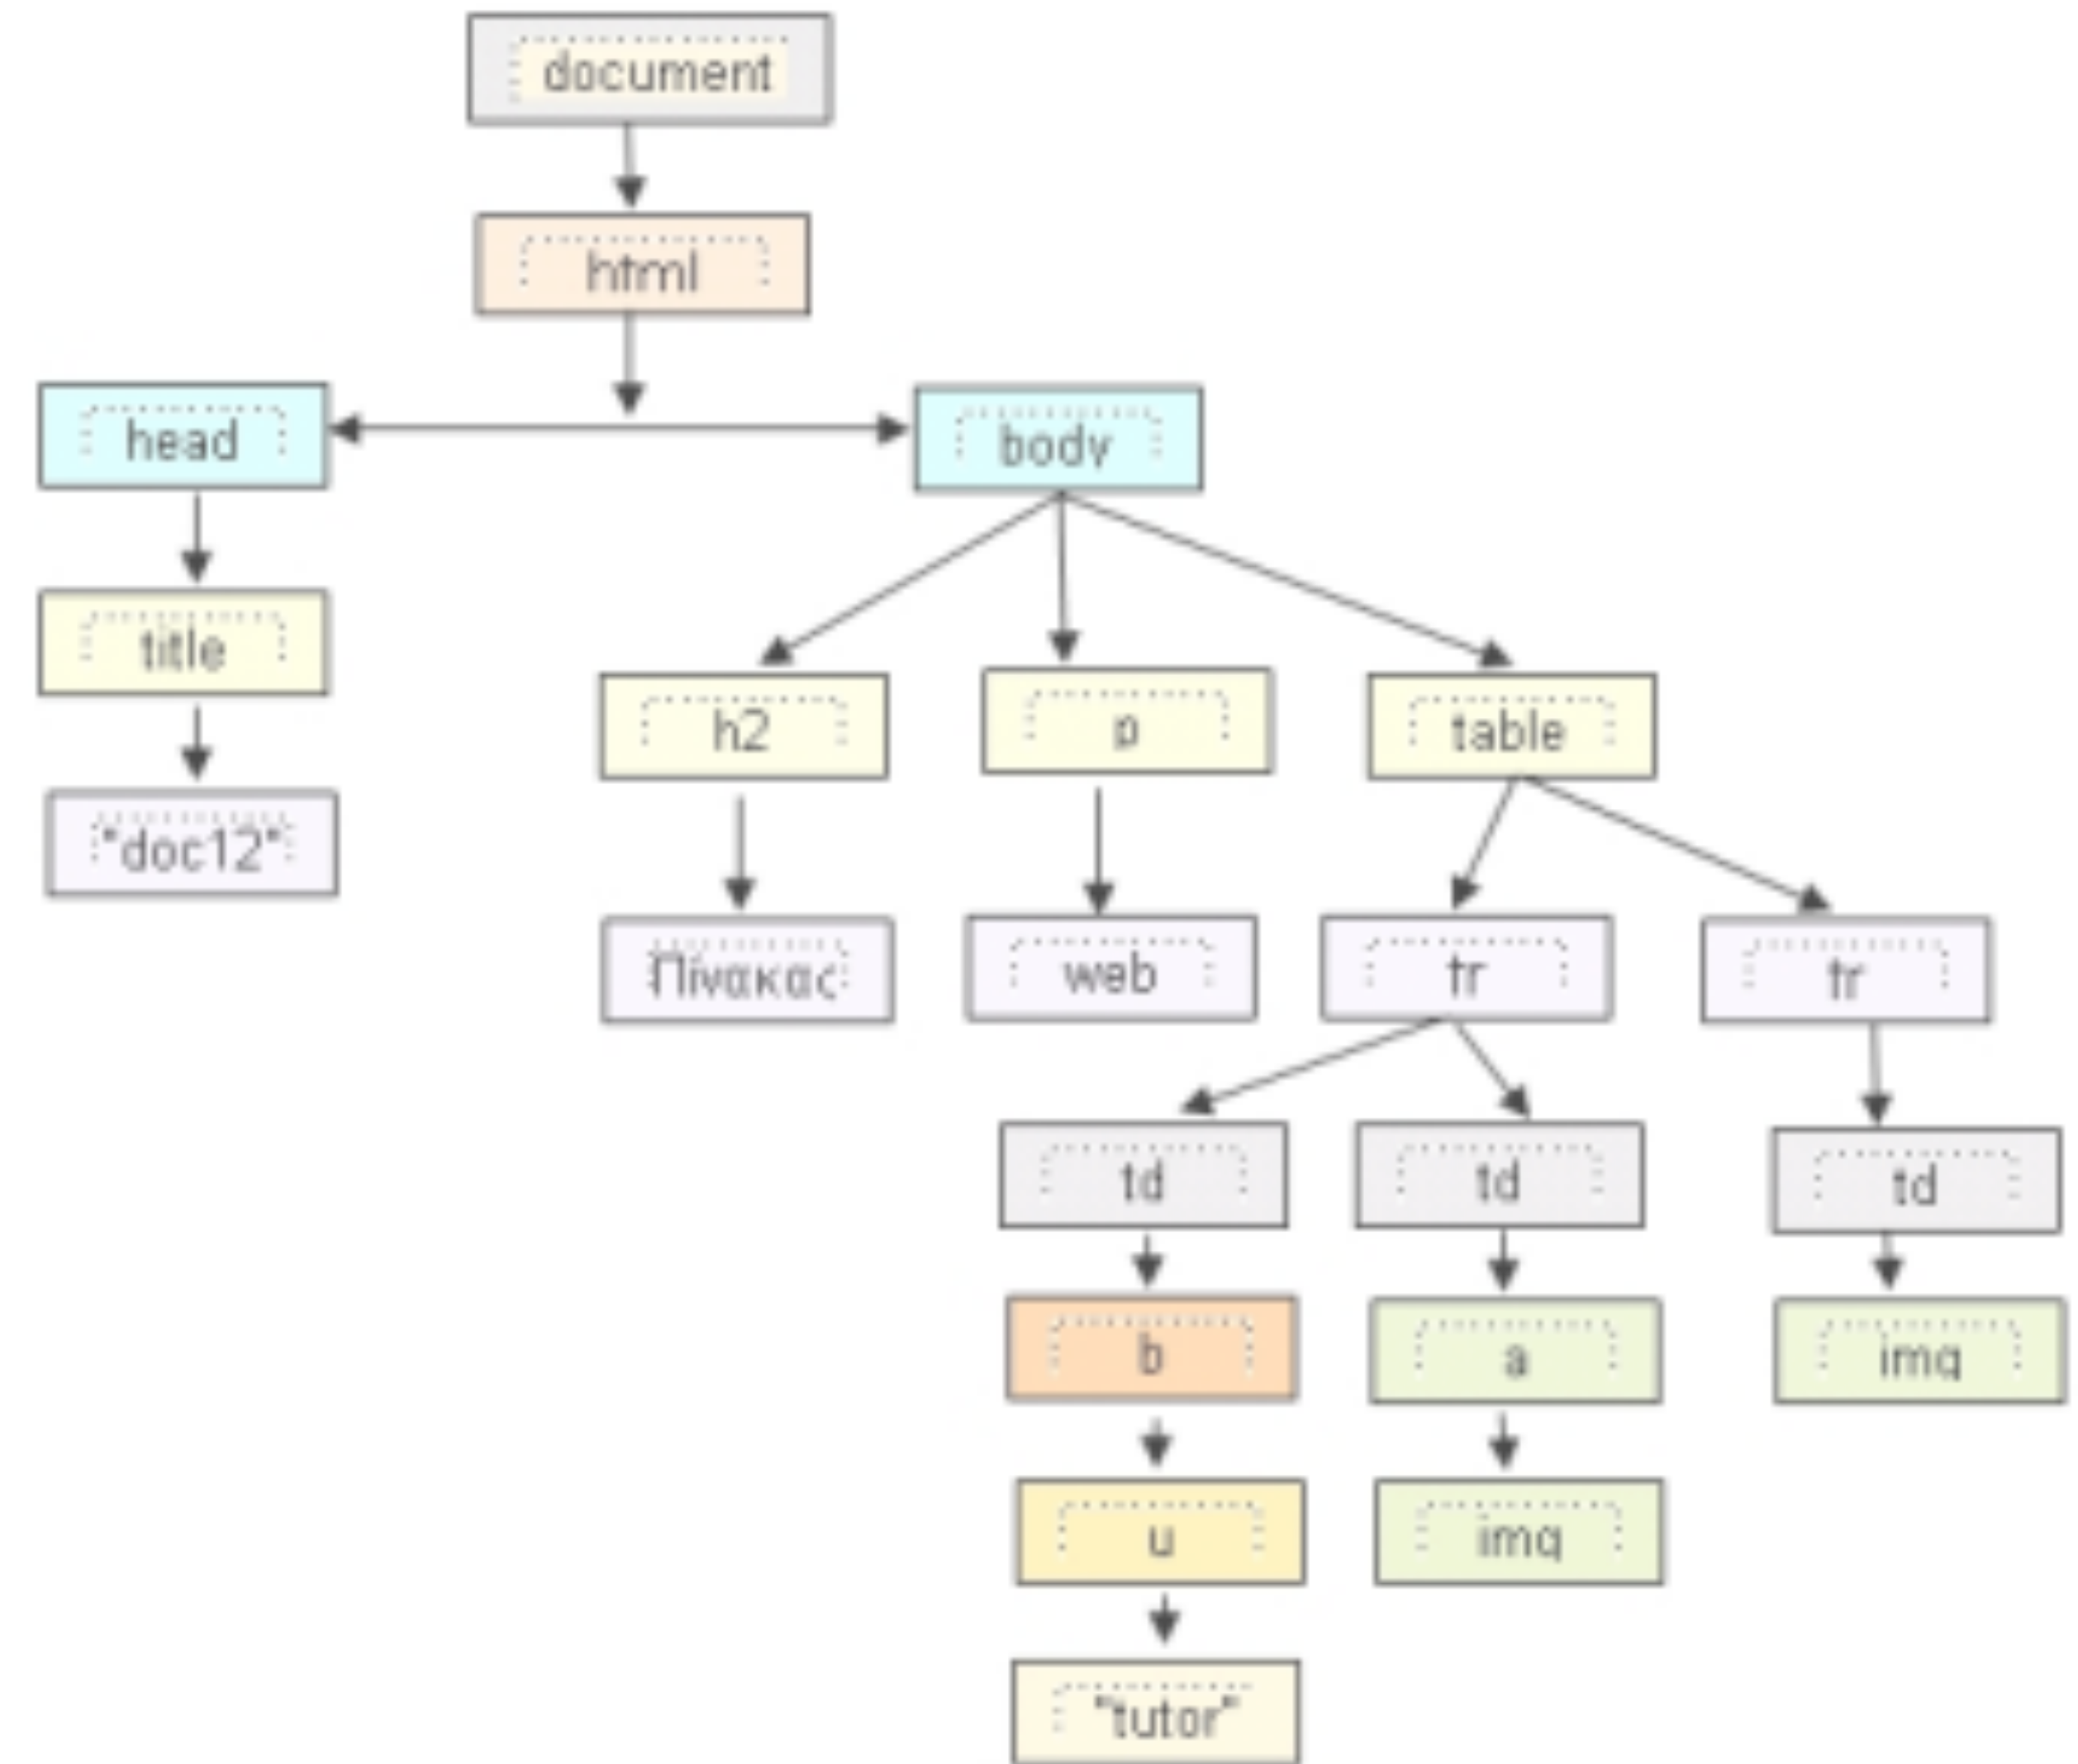 document
html
head
body
title
h2
p
table
"doc12"
Πίνακας
web
tr
tr
td
td
td
b
a
img
u
img
"tutor"